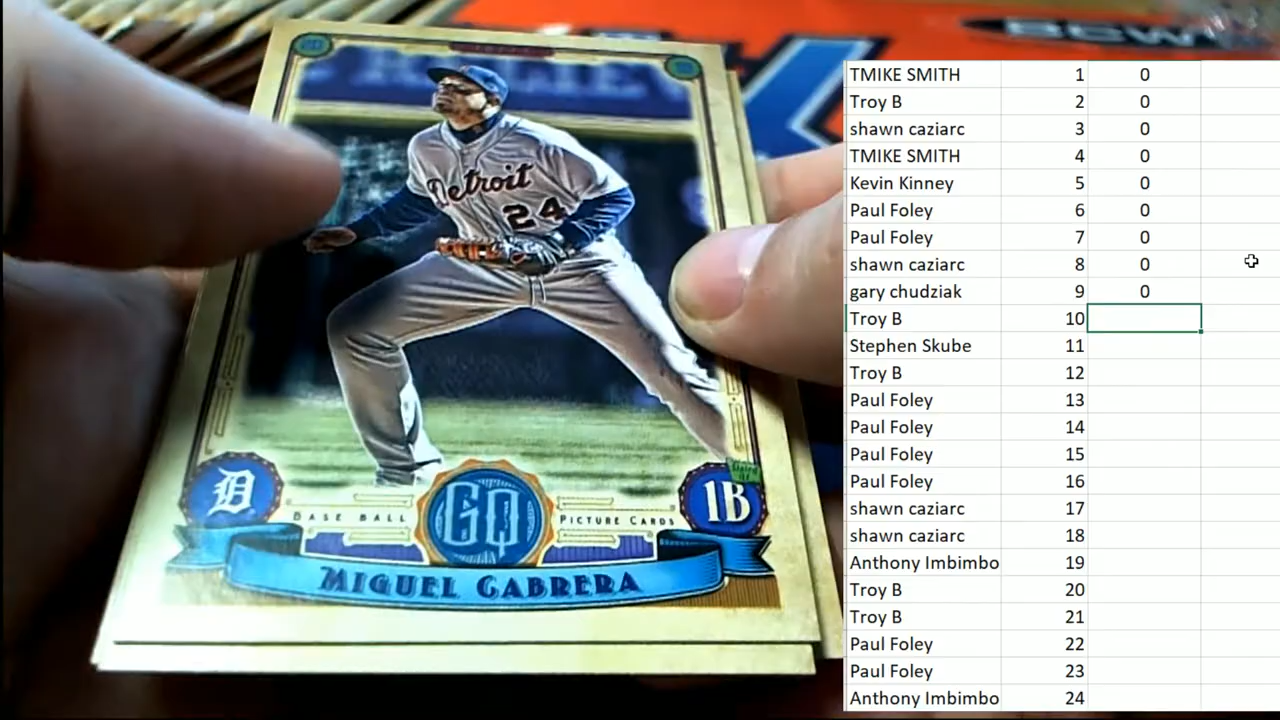 BCW
Detroit
24
D
GQ
1B
BASE BALL
PICTURE CARDS
MIGUEL CABRERA
TMIKE SMITH 1 0
Troy B 2 0
shawn caziarc 3 0
TMIKE SMITH 4 0
Kevin Kinney 5 0
Paul Foley 6 0
Paul Foley 7 0
shawn caziarc 8 0
gary chudziak 9 0
Troy B 10
Stephen Skube 11
Troy B 12
Paul Foley 13
Paul Foley 14
Paul Foley 15
Paul Foley 16
shawn caziarc 17
shawn caziarc 18
Anthony Imbimbo 19
Troy B 20
Troy B 21
Paul Foley 22
Paul Foley 23
Anthony Imbimbo 24